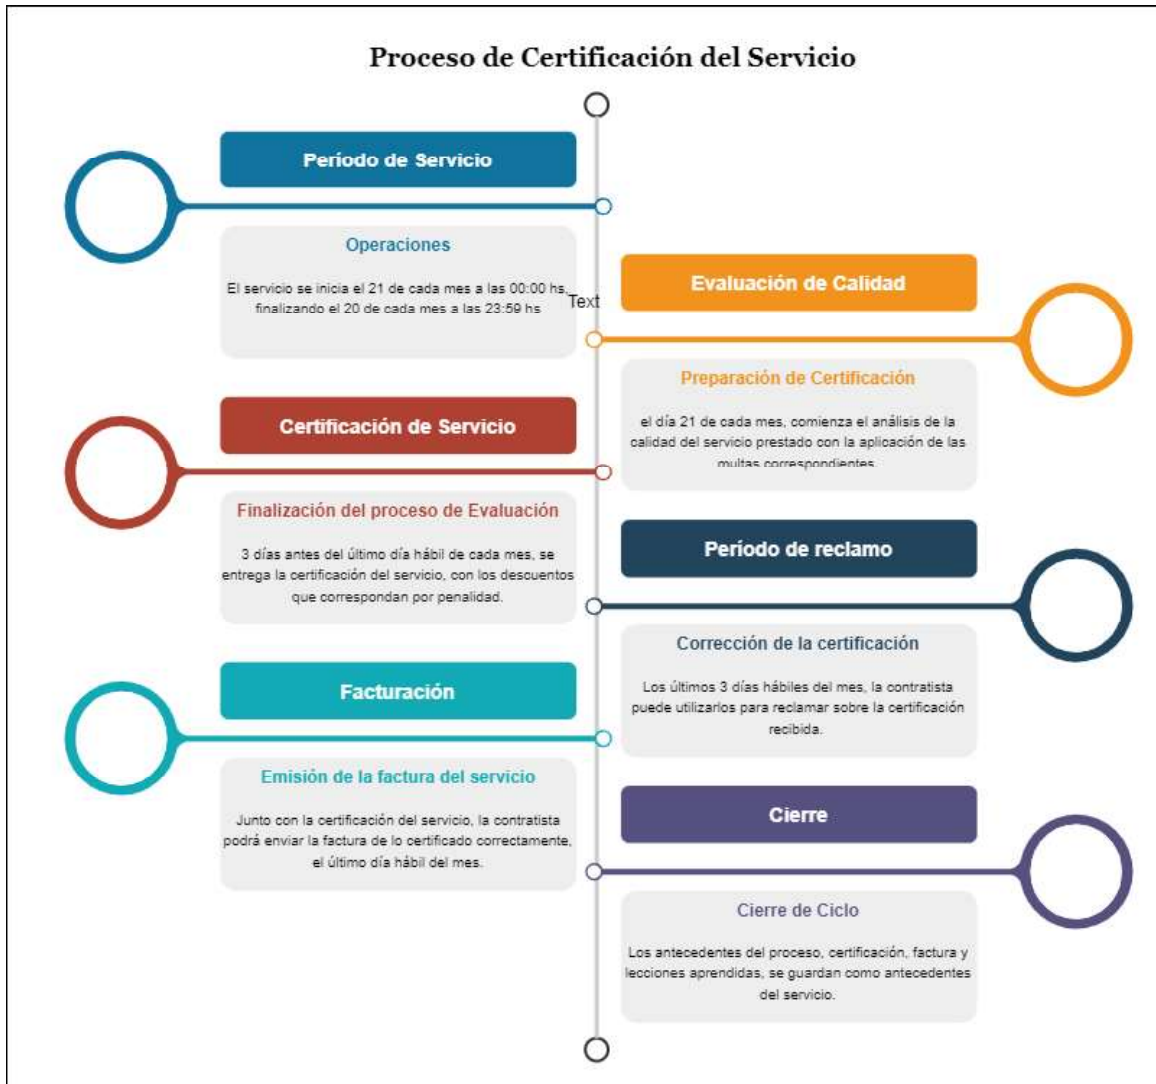 Proceso de Certificación del Servicio
Período de Servicio
Operaciones
El servicio se inicia el 21 de cada mes a las 00:00 hs,
finalizando el 20 de cada mes a las 23:59 hs
Text
Evaluación de Calidad
Preparación de Certificación
el día 21 de cada mes, comienza el análisis de la
calidad del servicio prestado con la aplicación de las
multas correspondientes.
Certificación de Servicio
Finalización del proceso de Evaluación
3 días antes del último día hábil de cada mes, se
entrega la certificación del servicio, con los descuentos
que correspondan por penalidad.
Período de reclamo
Corrección de la certificación
Los últimos 3 días hábiles del mes, la contratista
puede utilizarlos para reclamar sobre la certificación
recibida.
Facturación
Emisión de la factura del servicio
Junto con la certificación del servicio, la contratista
podrá enviar la factura de lo certificado correctamente,
el último día hábil del mes.
Cierre
Cierre de Ciclo
Los antecedentes del proceso, certificación, factura y
lecciones aprendidas, se guardan como antecedentes
del servicio.